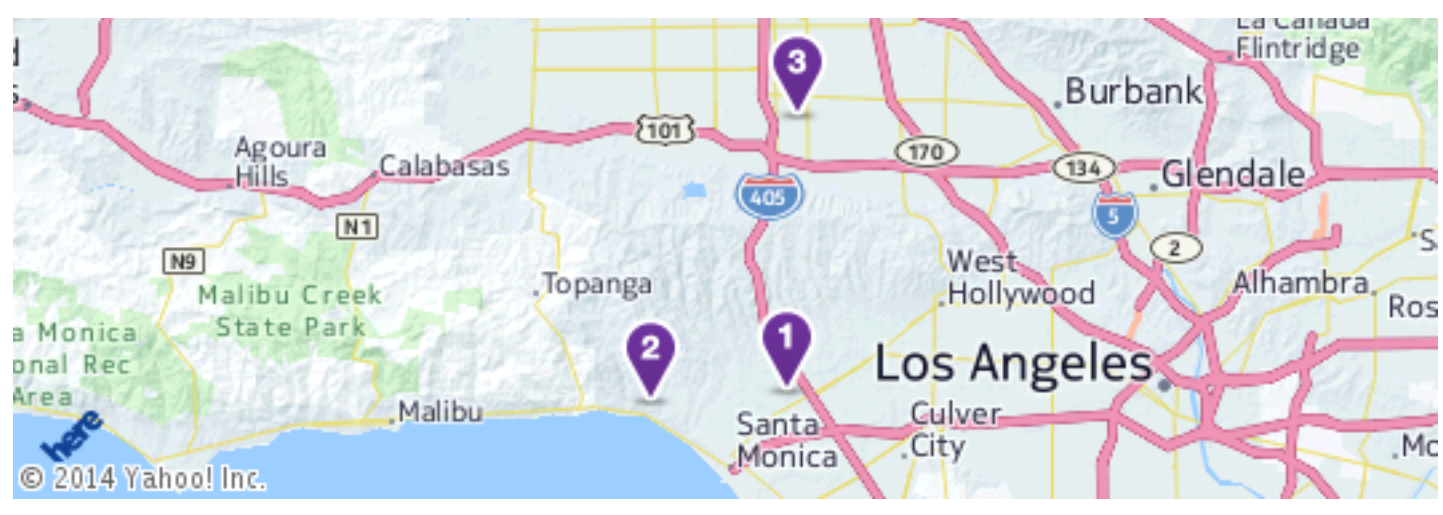 La Cañada
Flintridge
3
Burbank
101
Agoura
Hills
Calabasas
170
134
Glendale
405
N1
5
2
N9
West
Hollywood
Topanga
Alhambra
Malibu Creek
State Park
Ros
a Monica
onal Rec
Area
2
1
Los Angeles
Malibu
Santa
Monica
Culver
City
here
Mo
© 2014 Yahoo! Inc.